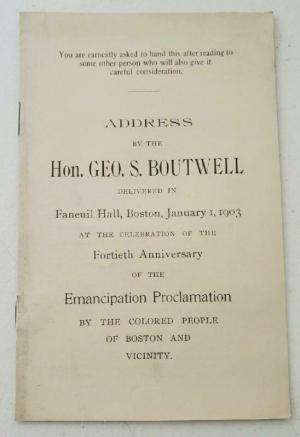 You are earnestly asked to hand this after reading to
some other person who will also give it
careful consideration.
ADDRESS
BY THE
Hon. GEO. S. BOUTWELL
DELIVERED IN
Faneuil Hall, Boston, January 1, 1903
AT THE CELEBRATION OF THE
Fortieth Anniversary
OF THE
Emancipation Proclamation
BY THE COLORED PEOPLE
OF BOSTON AND
VICINITY.